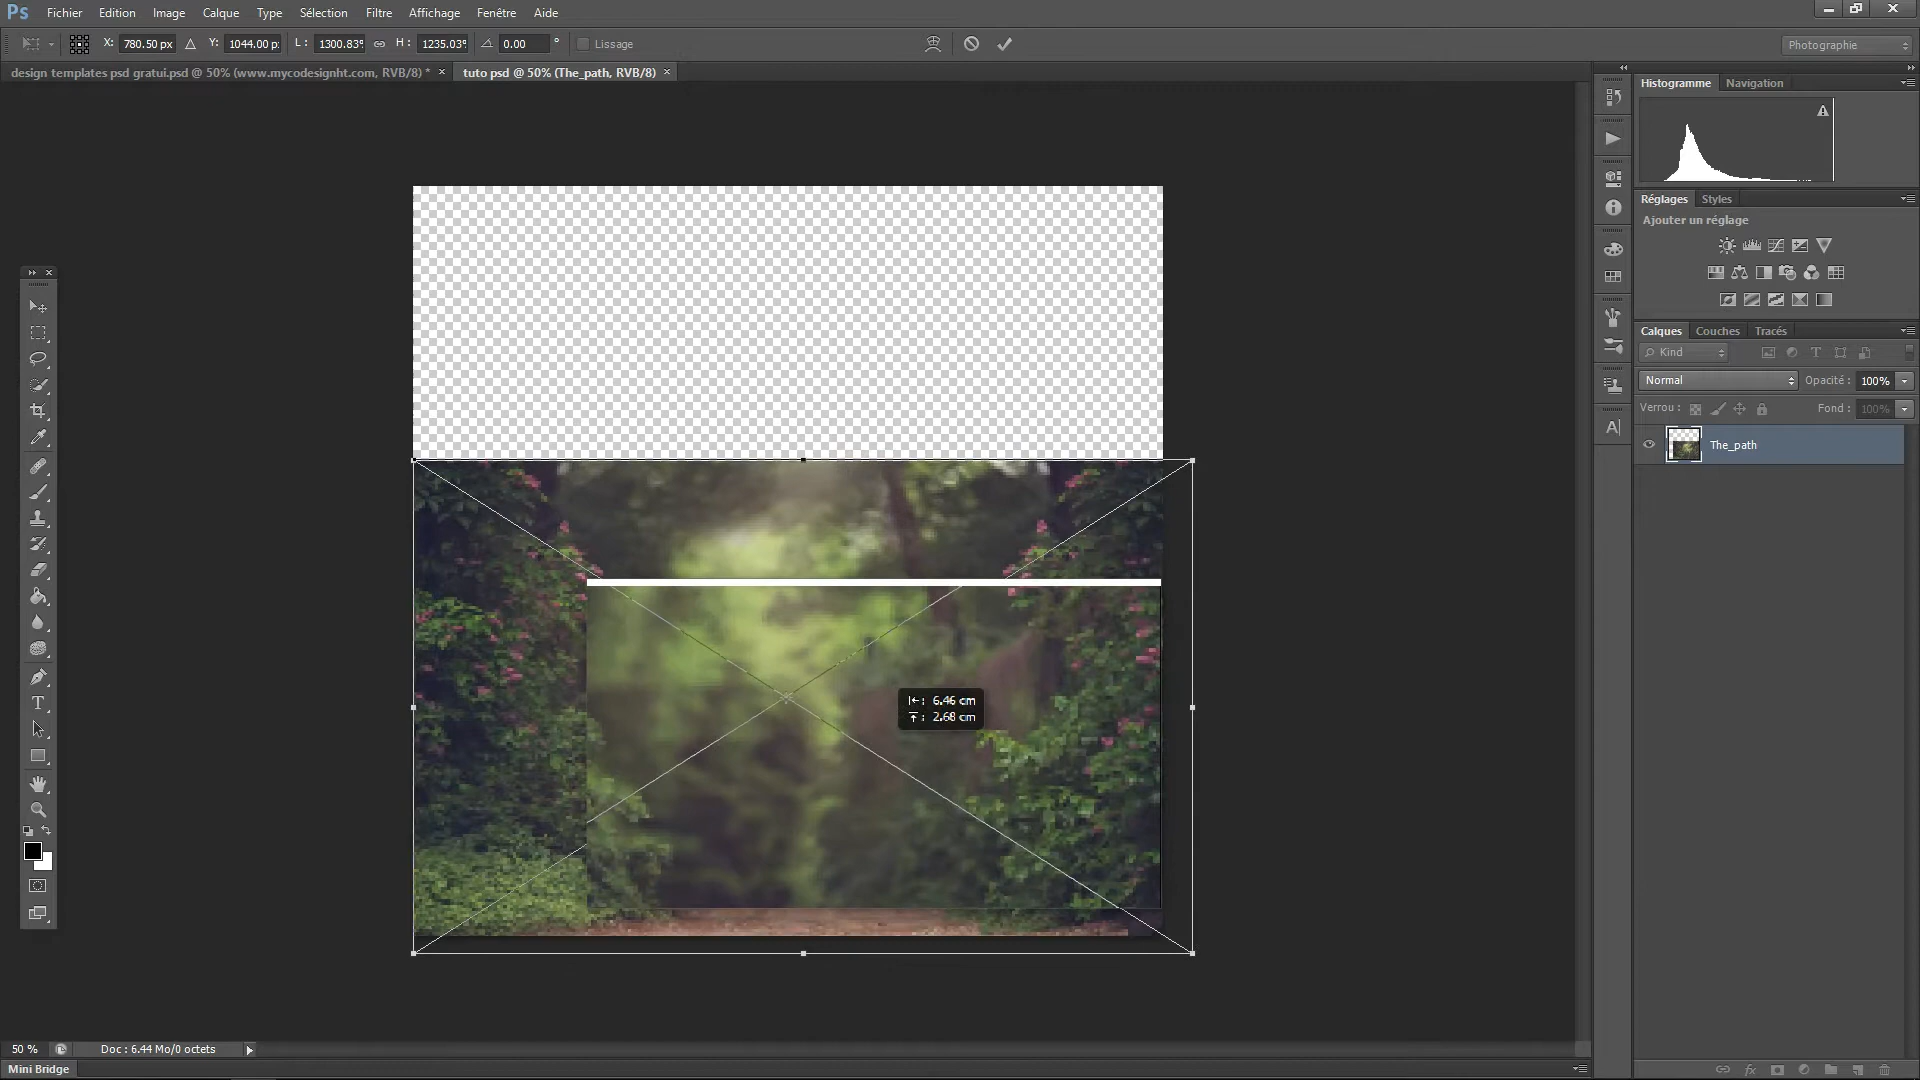 Ps Fichier Edition Image Calque Type Sélection Filtre Affichage Fenêtre Aide
X: 780.50 px Y: 1044.00 p: L: 1300.83% H: 1235.03% 0.00 ° Lissage Photographie
design templates psd gratui.psd @ 50% (www.mycodesignht.com, RVB/8) * × tuto psd @ 50% (The_path, RVB/8) ×
Histogramme Navigation
Réglages Styles
Ajouter un réglage
Calques Couches Tracés
Kind
Normal Opacité : 100%
Verrou : Fond : 100%
The_path
6.46 cm
2.68 cm
50 % Doc : 6.44 Mo/0 octets
Mini Bridge